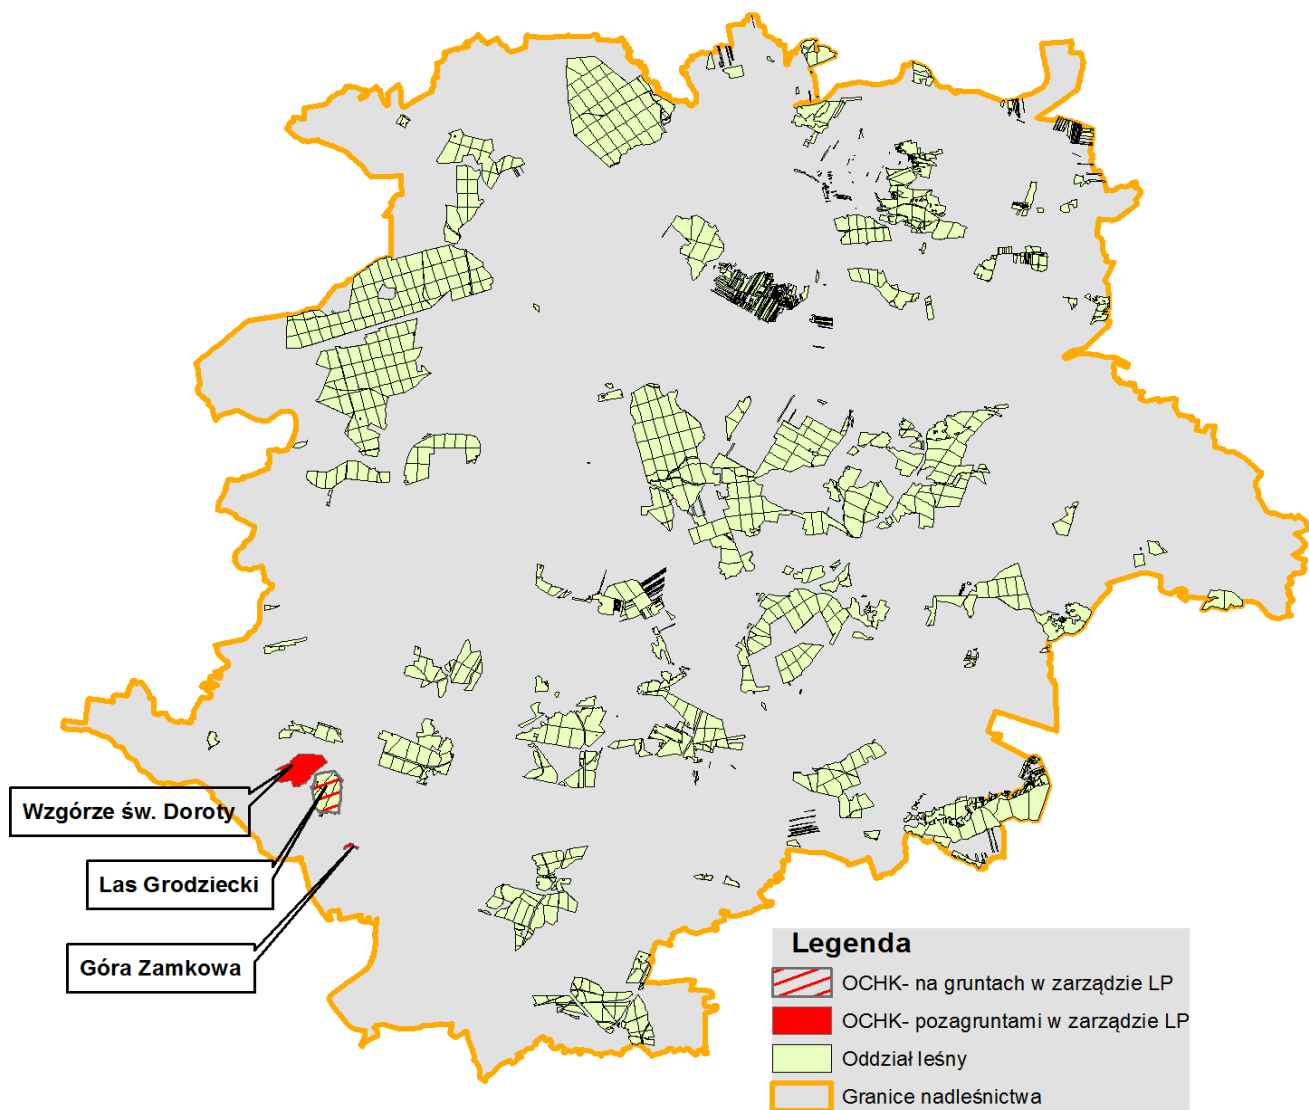 Wzgórze św. Doroty
Las Grodziecki
Góra Zamkowa
Legenda
OCHK- na gruntach w zarządzie LP
OCHK- pozagruntami w zarządzie LP
Oddział leśny
Granice nadleśnictwa